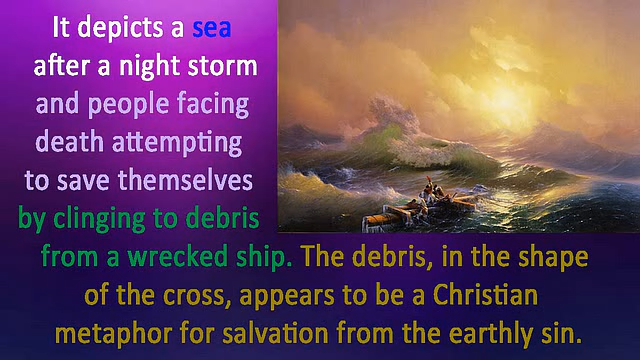 It depicts a sea
after a night storm
and people facing
death attempting
to save themselves
by clinging to debris
from a wrecked ship. The debris, in the shape
of the cross, appears to be a Christian
metaphor for salvation from the earthly sin.